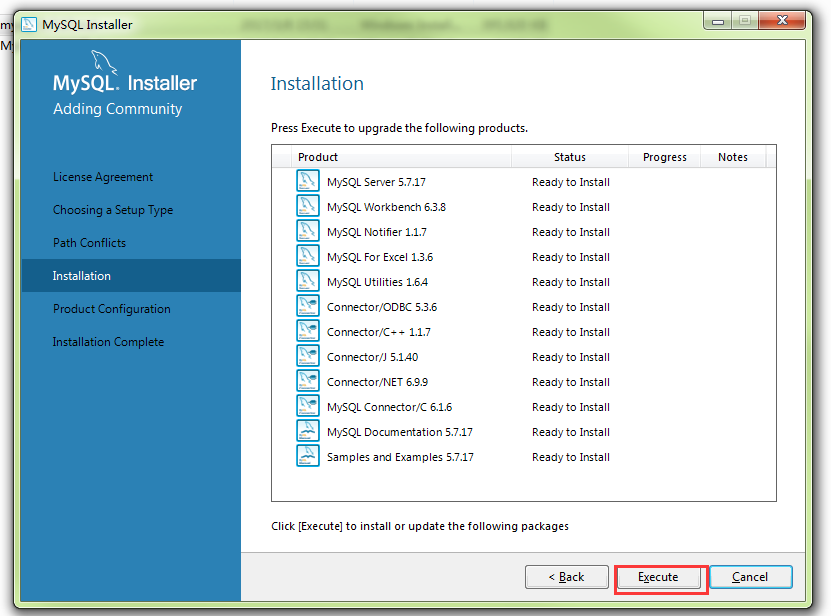 my
MySQL Installer
My
MySQL. Installer
Adding Community
License Agreement
Choosing a Setup Type
Path Conflicts
Installation
Product Configuration
Installation Complete
Installation
Press Execute to upgrade the following products.
Product Status Progress Notes
MySQL Server 5.7.17 Ready to Install
MySQL Workbench 6.3.8 Ready to Install
MySQL Notifier 1.1.7 Ready to Install
MySQL For Excel 1.3.6 Ready to Install
MySQL Utilities 1.6.4 Ready to Install
Connector/ODBC 5.3.6 Ready to Install
Connector/C++ 1.1.7 Ready to Install
Connector/J 5.1.40 Ready to Install
Connector/NET 6.9.9 Ready to Install
MySQL Connector/C 6.1.6 Ready to Install
MySQL Documentation 5.7.17 Ready to Install
Samples and Examples 5.7.17 Ready to Install
Click [Execute] to install or update the following packages
< Back Execute Cancel